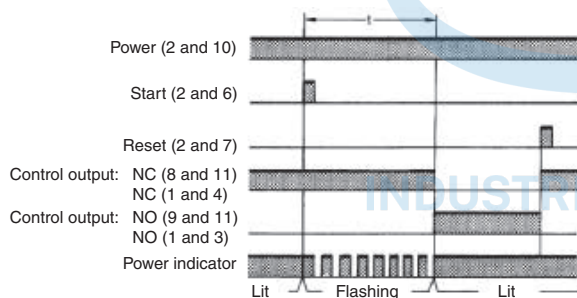 t
Power (2 and 10)
Start (2 and 6)
Reset (2 and 7)
Control output: NC (8 and 11)
NC (1 and 4)
Control output: NO (9 and 11)
NO (1 and 3)
Power indicator
Lit Flashing Lit
INDUSTRI